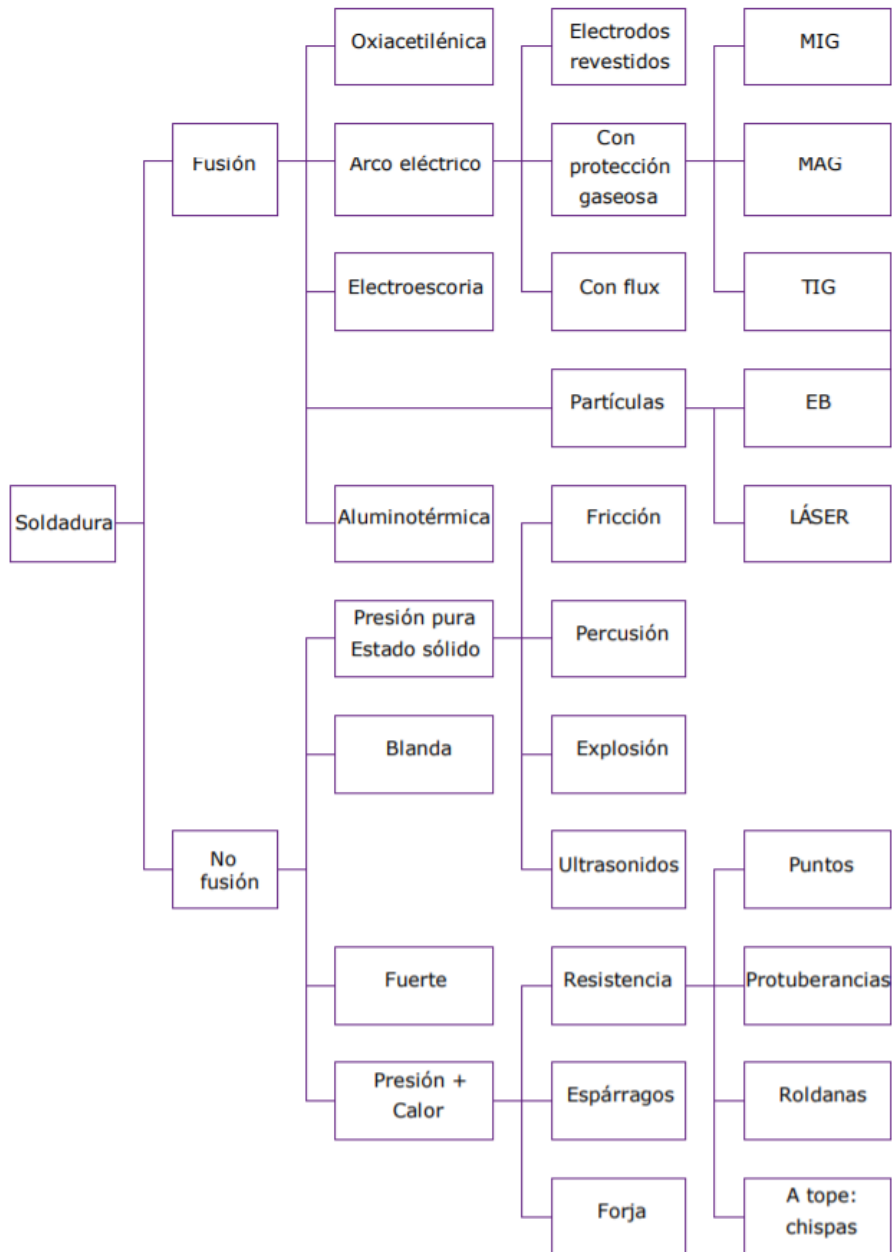 Oxiacetilénica
Electrodos
revestidos
MIG
Fusión
Arco eléctrico
Con
protección
gaseosa
MAG
Electroescoria
Con flux
TIG
Partículas
EB
Soldadura
Aluminotérmica
Fricción
LÁSER
Presión pura
Estado sólido
Percusión
Blanda
Explosión
No
fusión
Ultrasonidos
Puntos
Fuerte
Resistencia
Protuberancias
Presión +
Calor
Espárragos
Roldanas
Forja
A tope:
chispas